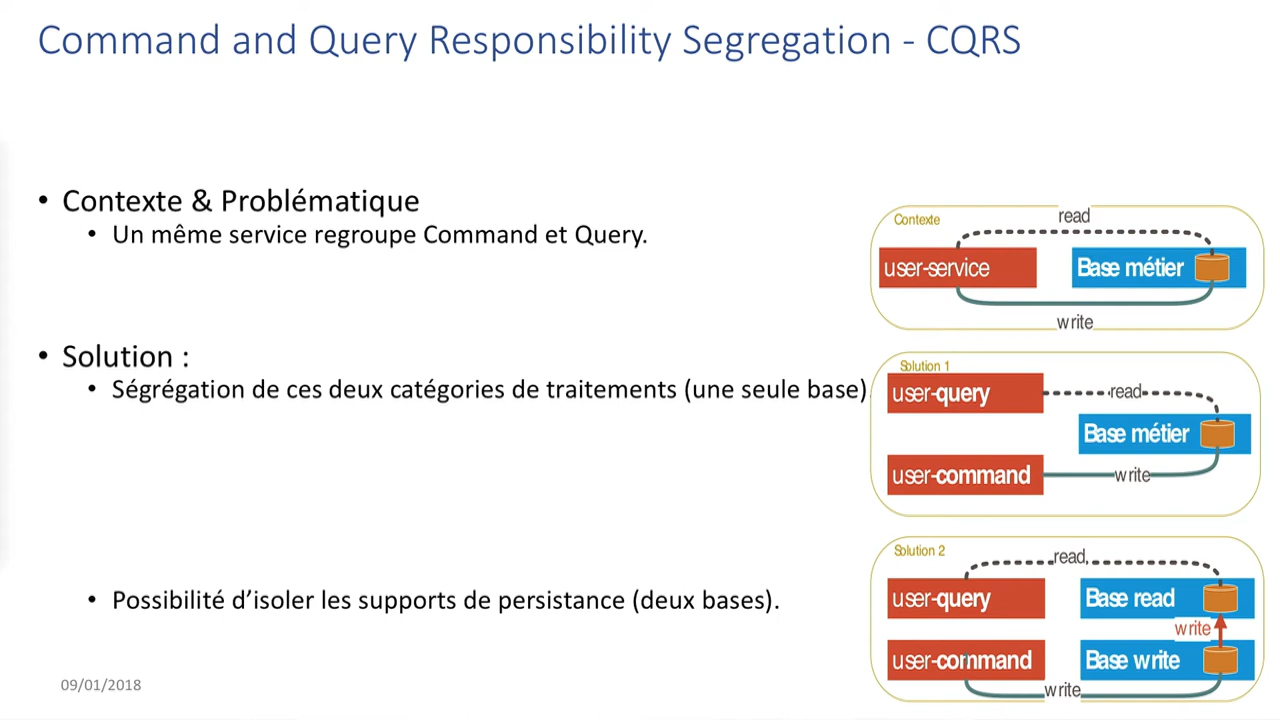 Command and Query Responsibility Segregation - CQRS
• Contexte & Problématique
• Un même service regroupe Command et Query.
• Solution :
• Ségrégation de ces deux catégories de traitements (une seule base)
• Possibilité d’isoler les supports de persistance (deux bases).
Contexte
read
user-service
Base métier
write
Solution 1
user-query
read
Base métier
user-command
write
Solution 2
read
user-query
Base read
write
user-command
Base write
write
09/01/2018